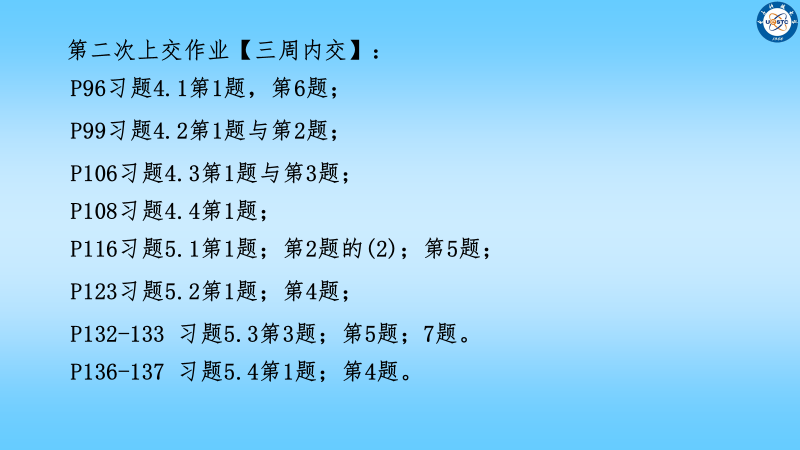 第二次上交作业【三周内交】：
P96习题4.1第1题，第6题；
P99习题4.2第1题与第2题；
P106习题4.3第1题与第3题；
P108习题4.4第1题；
P116习题5.1第1题；第2题的(2)；第5题；
P123习题5.2第1题；第4题；
P132-133 习题5.3第3题；第5题；7题。
P136-137 习题5.4第1题；第4题。